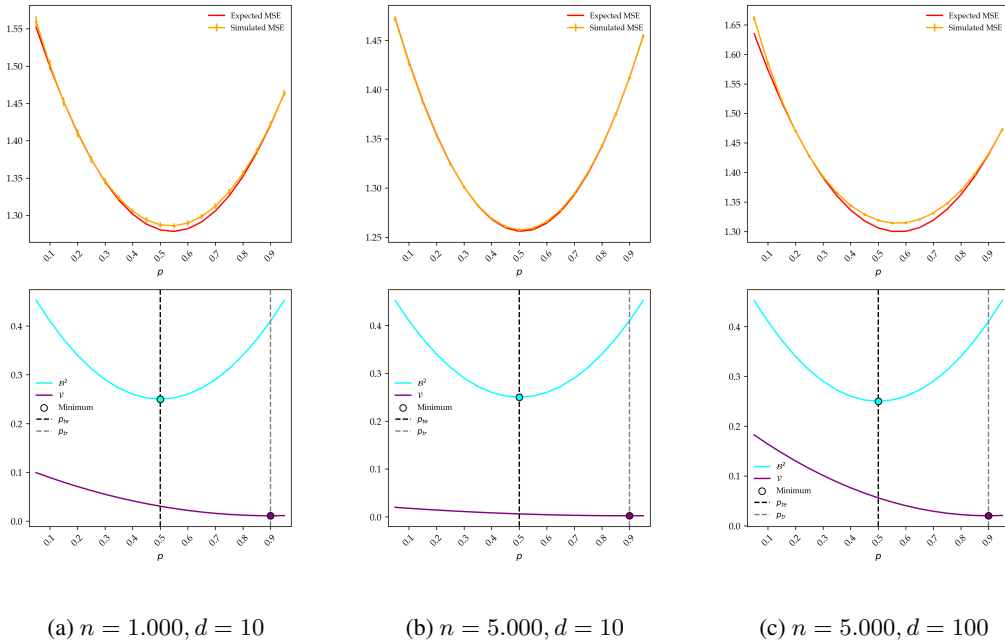 Expected MSE
Simulated MSE
1.55
1.50
1.45
1.40
1.35
1.30
0.1
0.2
0.3
0.4
0.5
0.6
0.7
0.8
0.9
p
Expected MSE
Simulated MSE
1.45
1.40
1.35
1.30
1.25
0.1
0.2
0.3
0.4
0.5
0.6
0.7
0.8
0.9
p
Expected MSE
Simulated MSE
1.65
1.60
1.55
1.50
1.45
1.40
1.35
1.30
0.1
0.2
0.3
0.4
0.5
0.6
0.7
0.8
0.9
p
0.4
0.3
0.2
0.1
0.0
B²
V
Minimum
p_te
p_tr
0.1
0.2
0.3
0.4
0.5
0.6
0.7
0.8
0.9
p
0.4
0.3
0.2
0.1
0.0
B²
V
Minimum
p_te
p_tr
0.1
0.2
0.3
0.4
0.5
0.6
0.7
0.8
0.9
p
0.4
0.3
0.2
0.1
0.0
B²
V
Minimum
p_te
p_tr
0.1
0.2
0.3
0.4
0.5
0.6
0.7
0.8
0.9
p
(a) n = 1.000, d = 10
(b) n = 5.000, d = 10
(c) n = 5.000, d = 100